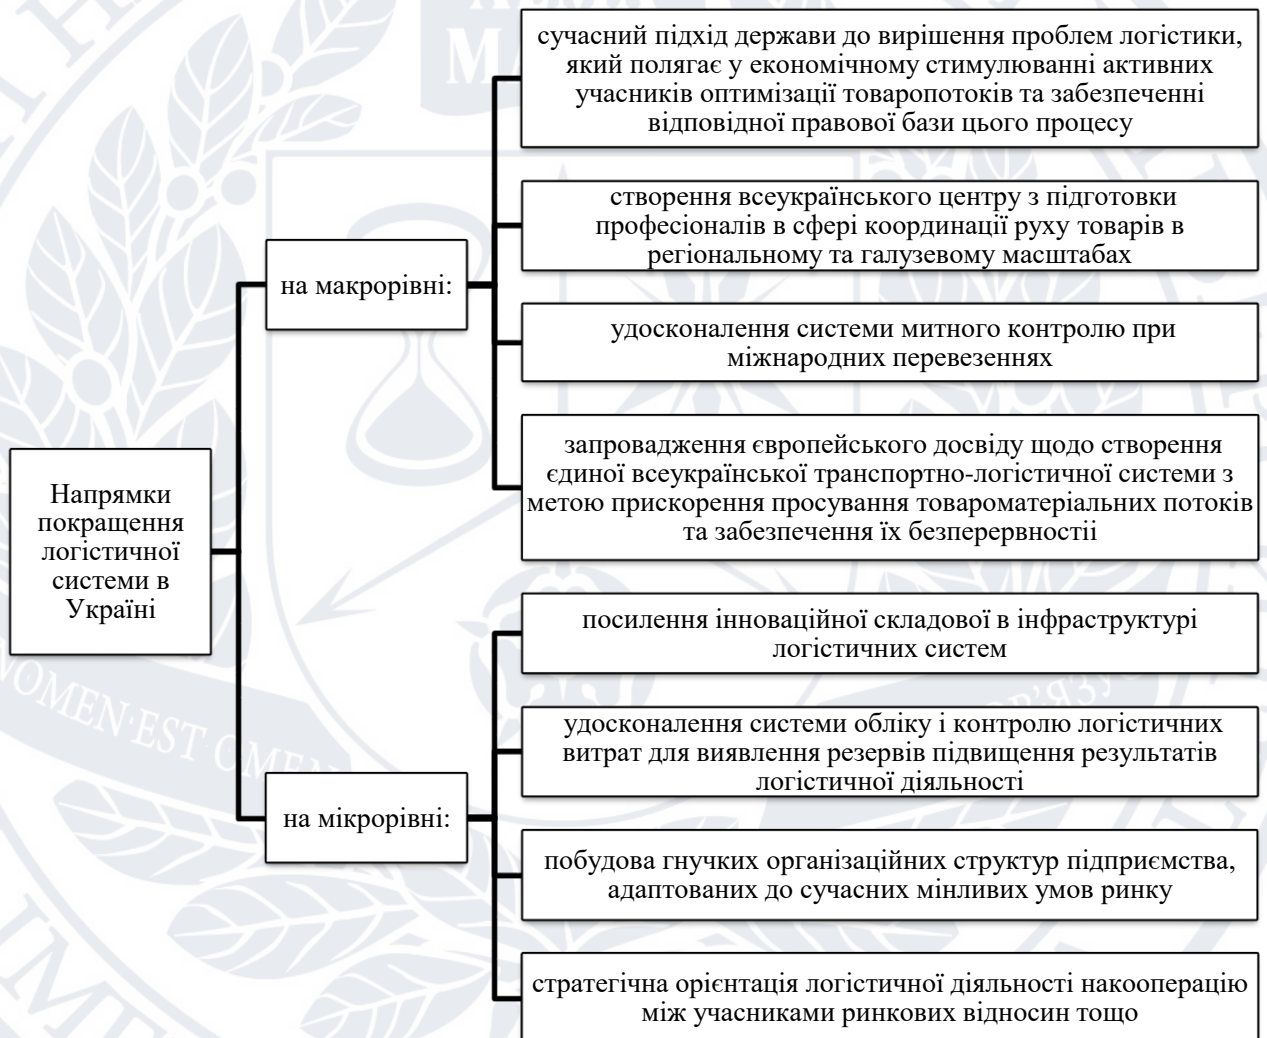 Напрямки
покращення
логістичної
системи в
Україні
на макрорівні:
сучасний підхід держави до вирішення проблем логістики,
який полягає у економічному стимулюванні активних
учасників оптимізації товаропотоків та забезпеченні
відповідної правової бази цього процесу
створення всеукраїнського центру з підготовки
професіоналів в сфері координації руху товарів в
регіональному та галузевому масштабах
удосконалення системи митного контролю при
міжнародних перевезеннях
запровадження європейського досвіду щодо створення
єдиної всеукраїнської транспортно-логістичної системи з
метою прискорення просування товароматеріальних потоків
та забезпечення їх безперервностіі
на мікрорівні:
посилення інноваційної складової в інфраструктурі
логістичних систем
удосконалення системи обліку і контролю логістичних
витрат для виявлення резервів підвищення результатів
логістичної діяльності
побудова гнучких організаційних структур підприємства,
адаптованих до сучасних мінливих умов ринку
стратегічна орієнтація логістичної діяльності накооперацію
між учасниками ринкових відносин тощо
NOMEN·EST·OMEN